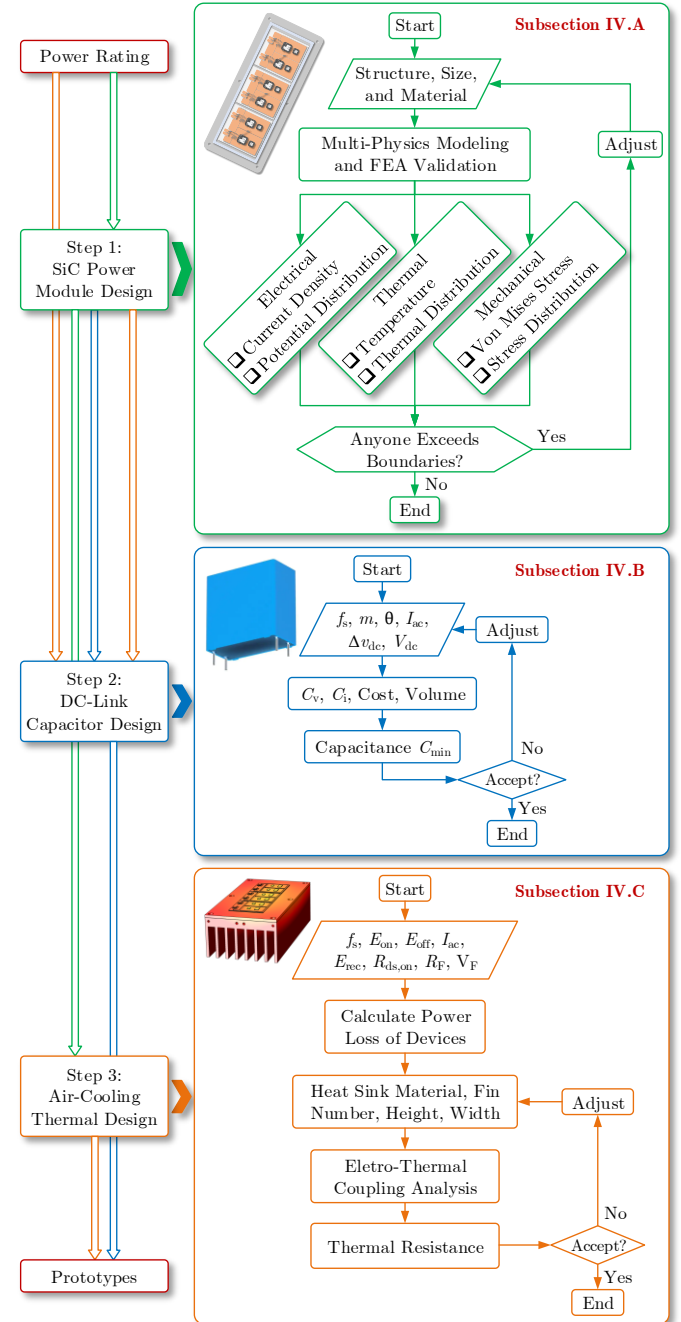 Power Rating
Step 1:
SiC Power
Module Design
Step 2:
DC-Link
Capacitor Design
Step 3:
Air-Cooling
Thermal Design
Prototypes
Subsection IV.A
Start
Structure, Size,
and Material
Adjust
Multi-Physics Modeling
and FEA Validation
Electrical
❑ Current Density
❑ Potential Distribution
Thermal
❑ Temperature
❑ Thermal Distribution
Mechanical
❑ Von Mises Stress
❑ Stress Distribution
Anyone Exceeds
Boundaries?
Yes
No
End
Subsection IV.B
Start
fs, m, θ, Iac,
Δvdc, Vdc
Adjust
Cv, Ci, Cost, Volume
Capacitance Cmin
No
Accept?
Yes
End
Subsection IV.C
Start
fs, Eon, Eoff, Iac,
Erec, Rds,on, RF, VF
Calculate Power
Loss of Devices
Heat Sink Material, Fin
Number, Height, Width
Adjust
Eletro-Thermal
Coupling Analysis
No
Thermal Resistance
Accept?
Yes
End